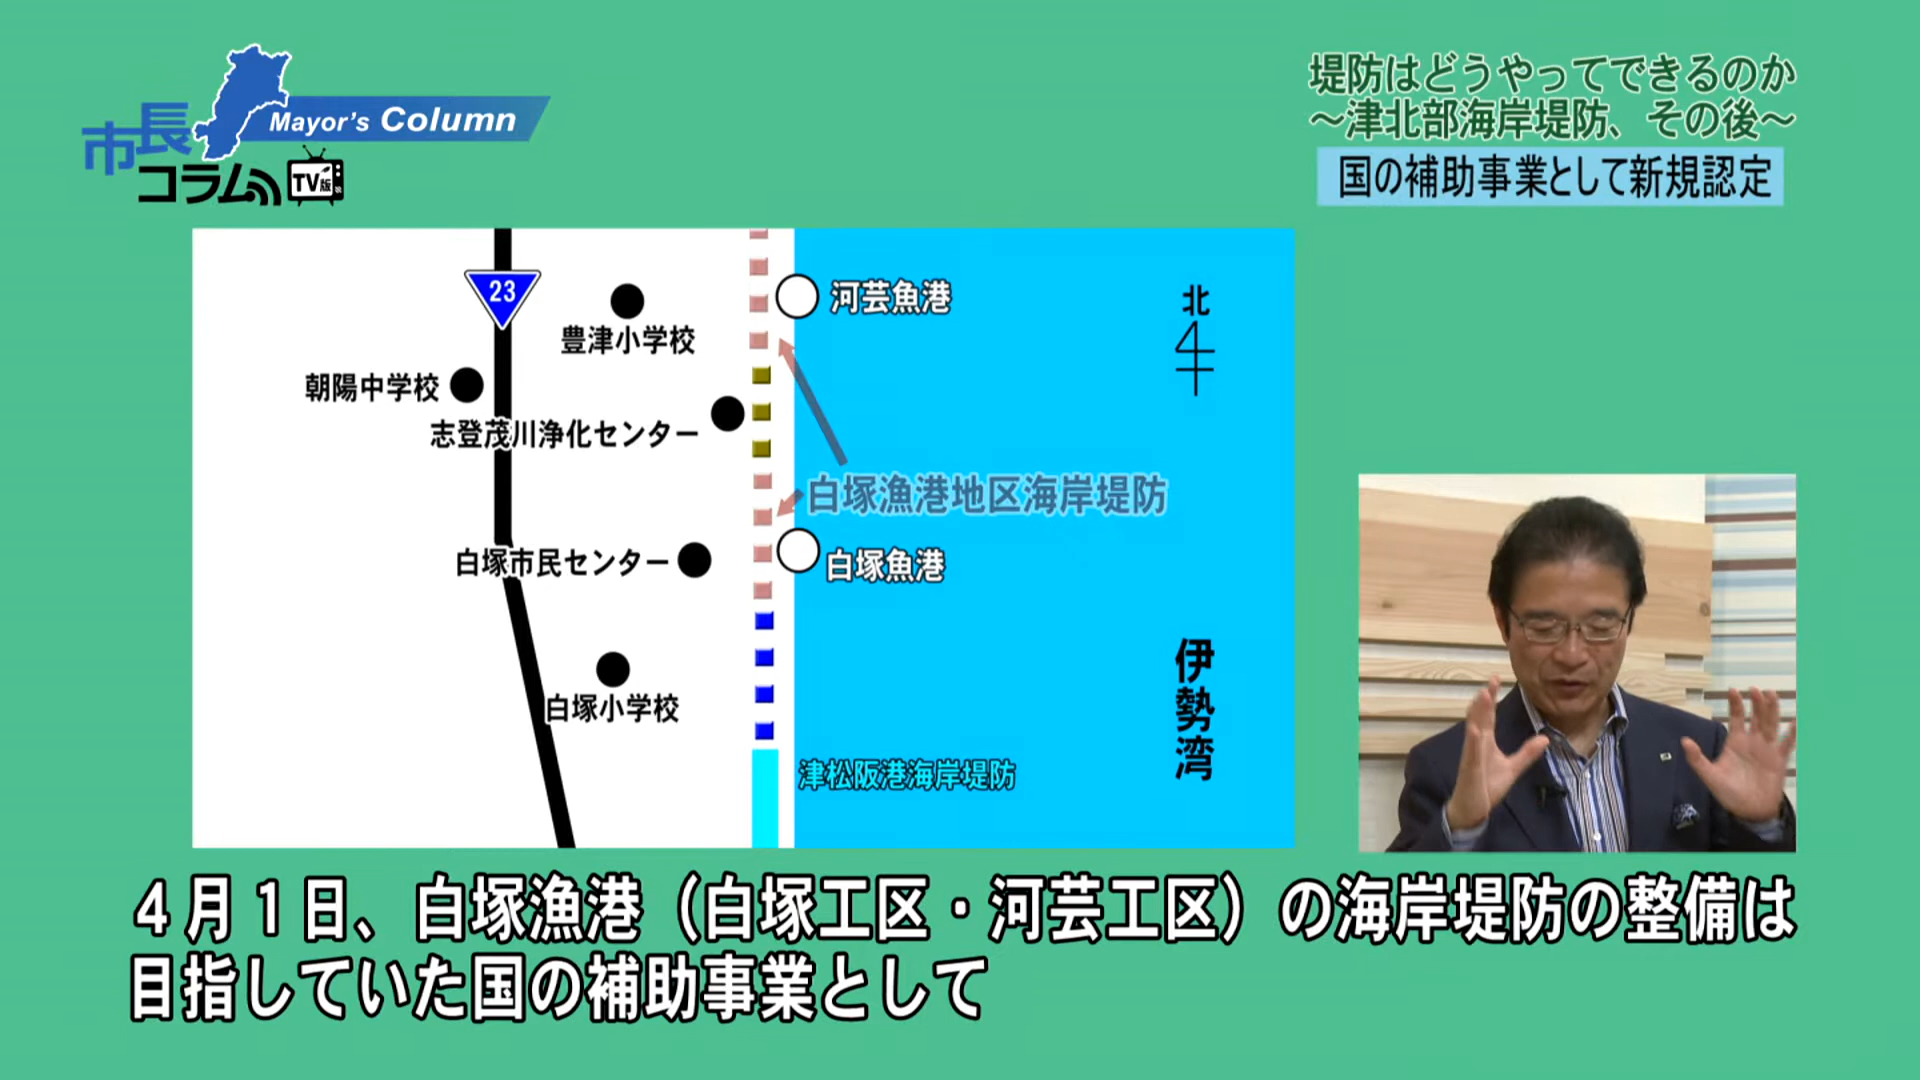 市長
コラム
TV版
Mayor's Column
堤防はどうやってできるのか
～津北部海岸堤防、その後～
国の補助事業として新規認定
23
豊津小学校
河芸魚港
北
朝陽中学校
志登茂川浄化センター
白塚漁港地区海岸堤防
白塚市民センター
白塚魚港
白塚小学校
伊勢湾
津松阪港海岸堤防
４月１日、白塚漁港（白塚工区・河芸工区）の海岸堤防の整備は
目指していた国の補助事業として